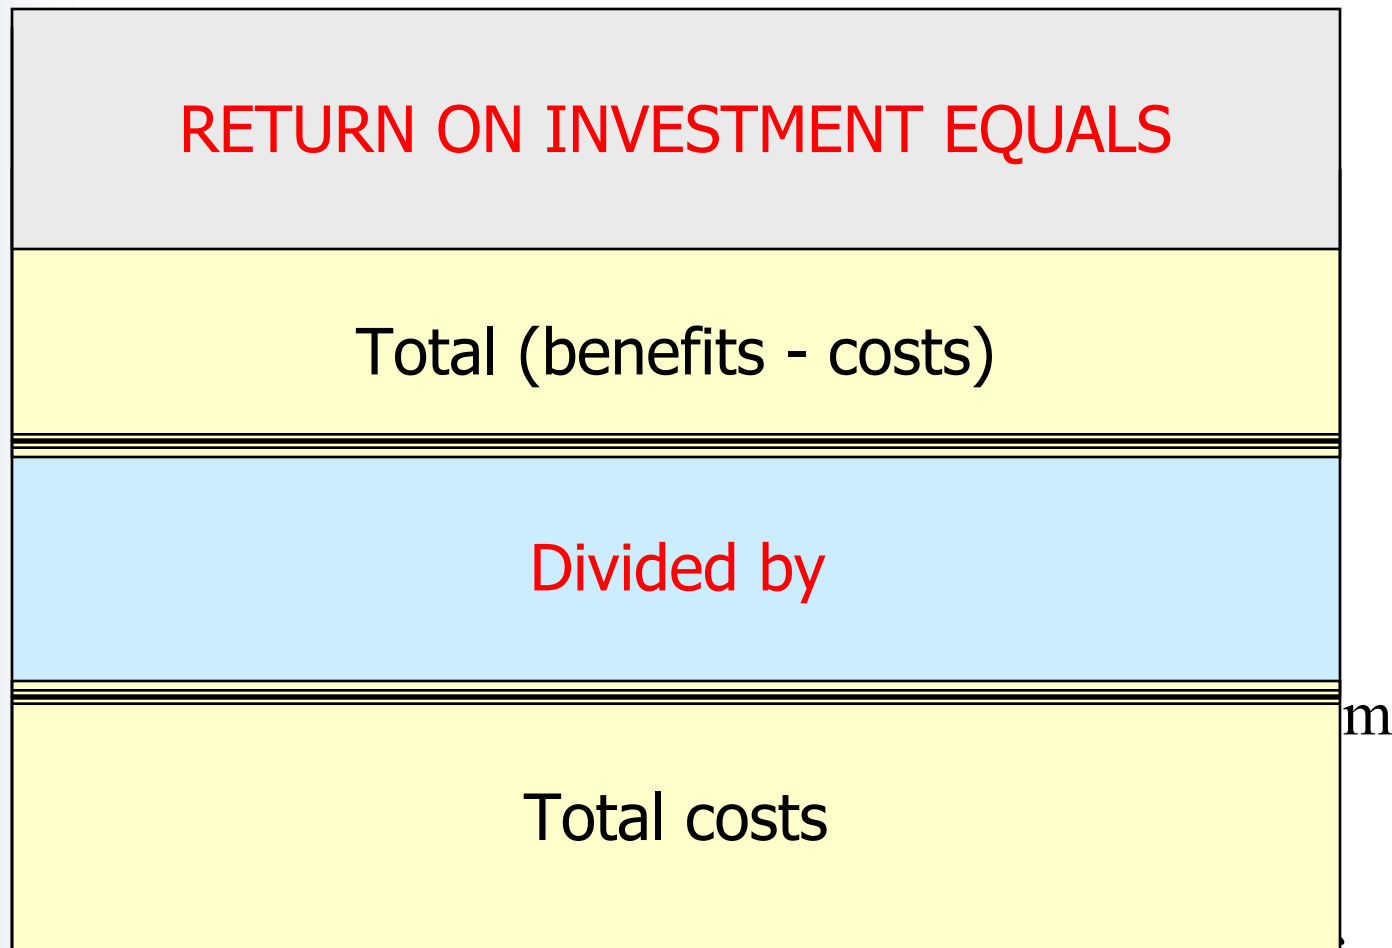 RETURN ON INVESTMENT EQUALS
Total (benefits - costs)
Divided by
m
Total costs